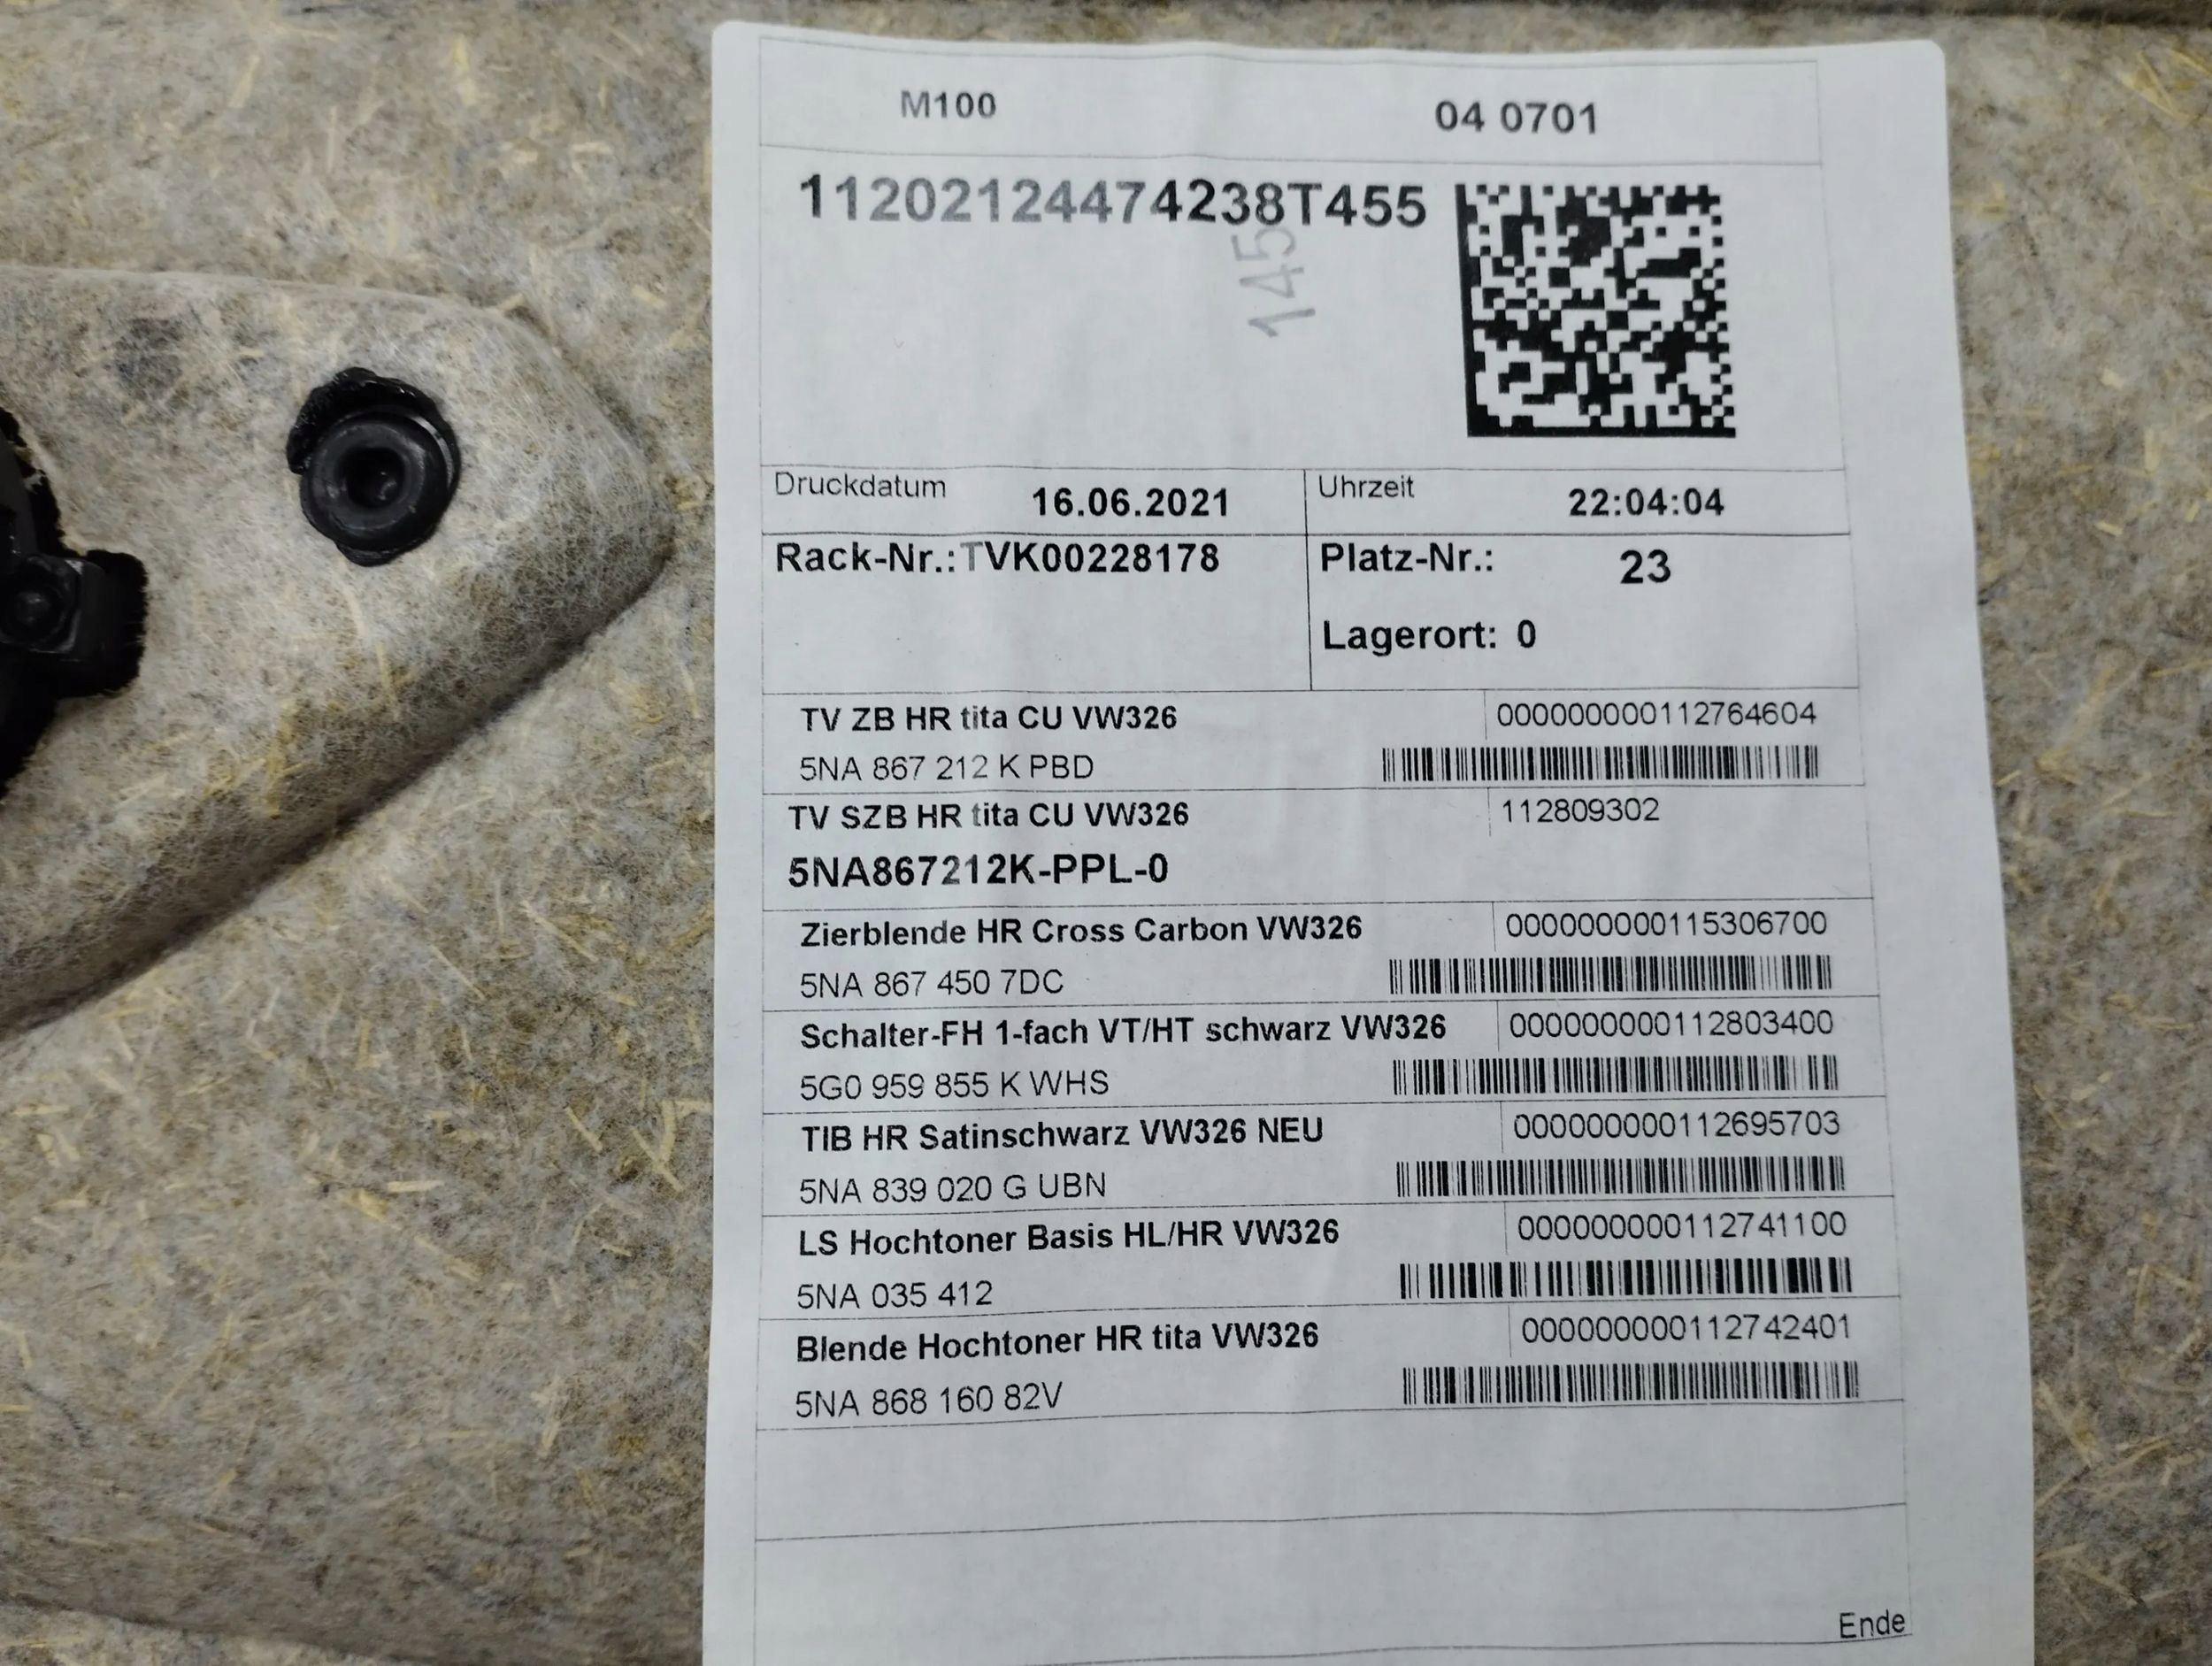 M100 04 0701
11202124474238T455
145
Druckdatum 16.06.2021 Uhrzeit 22:04:04
Rack-Nr.:TVK00228178 Platz-Nr.: 23
Lagerort: 0
TV ZB HR tita CU VW326 000000000112764604
5NA 867 212 K PBD
TV SZB HR tita CU VW326 112809302
5NA867212K-PPL-0
Zierblende HR Cross Carbon VW326 000000000115306700
5NA 867 450 7DC
Schalter-FH 1-fach VT/HT schwarz VW326 000000000112803400
5G0 959 855 K WHS
TIB HR Satinschwarz VW326 NEU 000000000112695703
5NA 839 020 G UBN
LS Hochtoner Basis HL/HR VW326 000000000112741100
5NA 035 412
Blende Hochtoner HR tita VW326 000000000112742401
5NA 868 160 82V
Ende